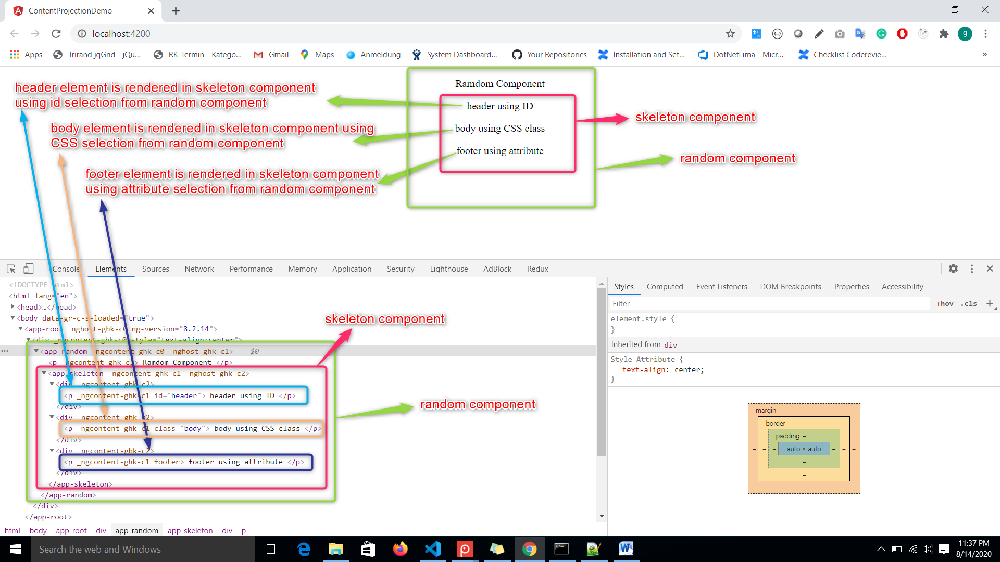 ContentProjectionDemo
localhost:4200
Apps
Trirand jqGrid - jQu...
RK-Termin - Katego...
Gmail
Maps
Anmeldung
System Dashboard...
Your Repositories
Installation and Set...
DotNetLima - Micr...
Checklist Coderevie...
»
g
header element is rendered in skeleton component
using id selection from random component
body element is rendered in skeleton component using
CSS selection from random component
footer element is rendered in skeleton component
using attribute selection from random component
Ramdom Component
header using ID
body using CSS class
footer using attribute
skeleton component
random component
Console
Elements
Sources
Network
Performance
Memory
Application
Security
Lighthouse
AdBlock
Redux
<!DOCTYPE html>
<html lang="en">
<head>…</head>
<body data-gr-c-s-loaded="true">
<app-root _nghost-ghk-c0 ng-version="8.2.14">
<div _ngcontent-ghk-c0 style="text-align:center">
<app-random _ngcontent-ghk-c0 _nghost-ghk-c1> == $0
<p _ngcontent-ghk-c1> Ramdom Component </p>
<app-skeleton _ngcontent-ghk-c1 _nghost-ghk-c2>
<div _ngcontent-ghk-c2>
<p _ngcontent-ghk-c1 id="header"> header using ID </p>
</div>
<div _ngcontent-ghk-c2>
<p _ngcontent-ghk-c1 class="body"> body using CSS class </p>
</div>
<div _ngcontent-ghk-c2>
<p _ngcontent-ghk-c1 footer> footer using attribute </p>
</div>
</app-skeleton>
</app-random>
</div>
</app-root>
skeleton component
random component
html body app-root div app-random app-skeleton div p
Styles
Computed
Event Listeners
DOM Breakpoints
Properties
Accessibility
Filter
:hov .cls +
element.style {
}
Inherited from div
Style Attribute {
text-align: center;
}
margin –
border –
padding –
– – – auto × auto – – –
–
–
–
Search the web and Windows
11:37 PM
8/14/2020